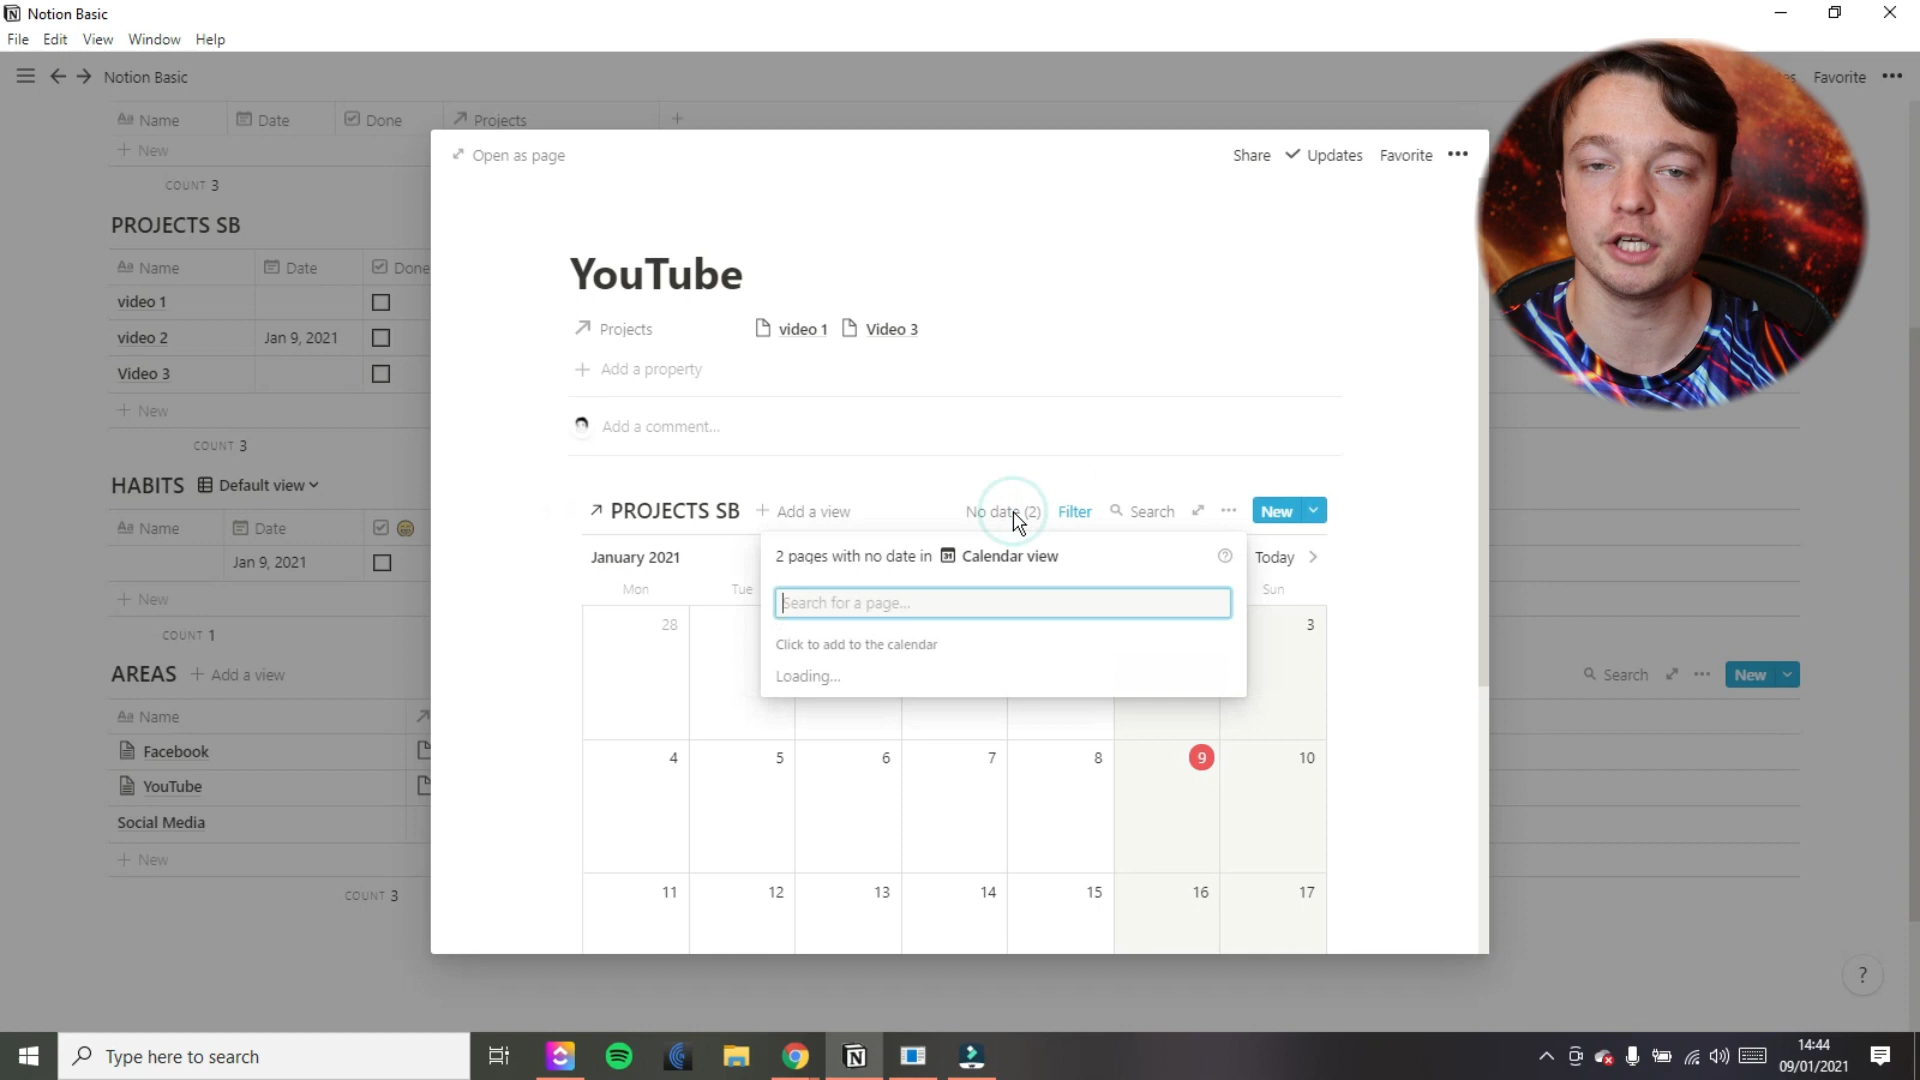 Notion Basic
File Edit View Window Help
Notion Basic
Favorite
Name Date Done Projects
New
COUNT 3
PROJECTS SB
Name Date Done
video 1
video 2 Jan 9, 2021
Video 3
New
COUNT 3
HABITS Default view
Name Date
Jan 9, 2021
New
COUNT 1
AREAS Add a view
Search New
Name
Facebook
YouTube
Social Media
New
COUNT 3
Open as page
Share Updates Favorite
YouTube
Projects video 1 Video 3
Add a property
Add a comment...
PROJECTS SB Add a view No date (2) Filter Search New
January 2021 2 pages with no date in Calendar view Today
Mon Tue Sun
Search for a page...
28 3
Click to add to the calendar
Loading...
4 5 6 7 8 9 10
11 12 13 14 15 16 17
?
Type here to search
14:44
09/01/2021